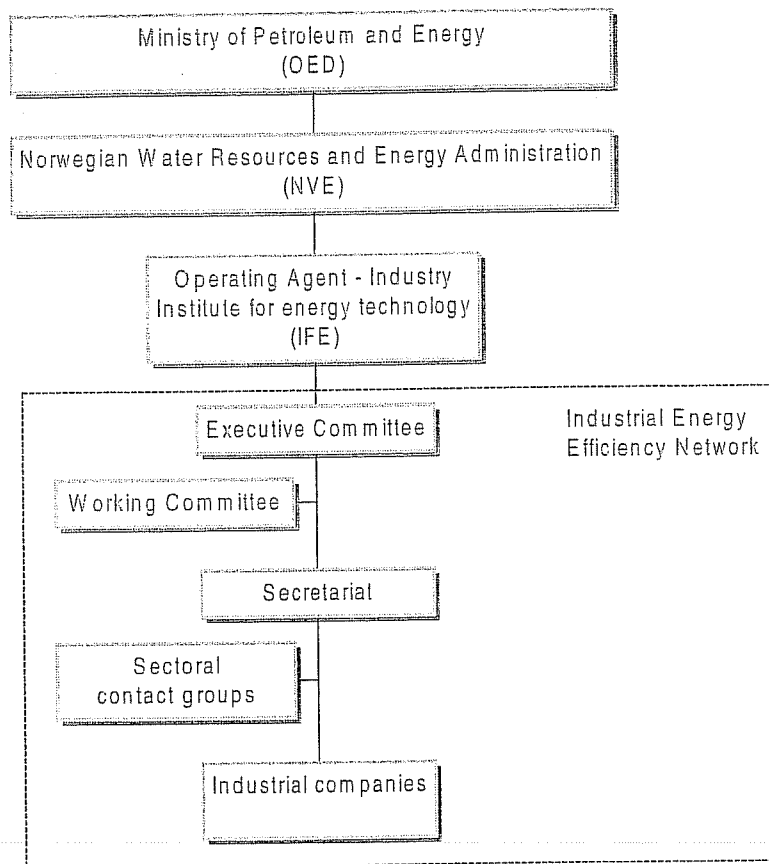 Ministry of Petroleum and Energy
(OED)
Norwegian Water Resources and Energy Administration
(NVE)
Operating Agent - Industry
Institute for energy technology
(IFE)
Executive Committee
Industrial Energy
Efficiency Network
Working Committee
Secretariat
Sectoral
contact groups
Industrial companies